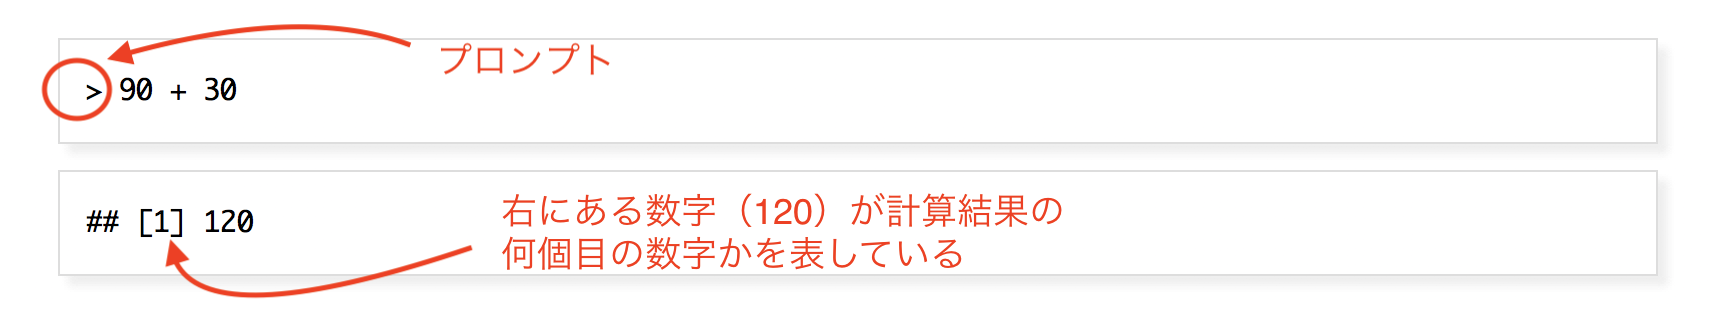 プロンプト
> 90 + 30
## [1] 120
右にある数字（120）が計算結果の
何個目の数字かを表している